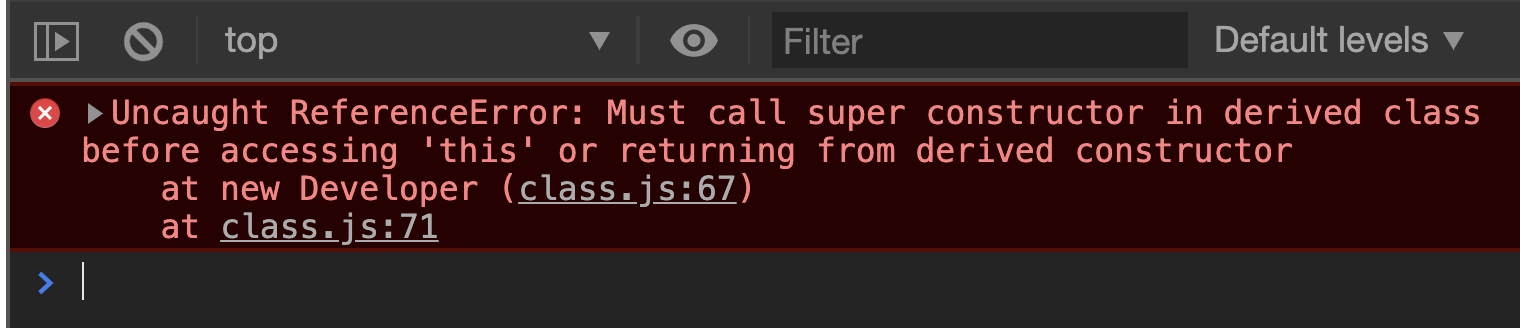 top Filter Default levels
Uncaught ReferenceError: Must call super constructor in derived class
before accessing 'this' or returning from derived constructor
at new Developer (class.js:67)
at class.js:71